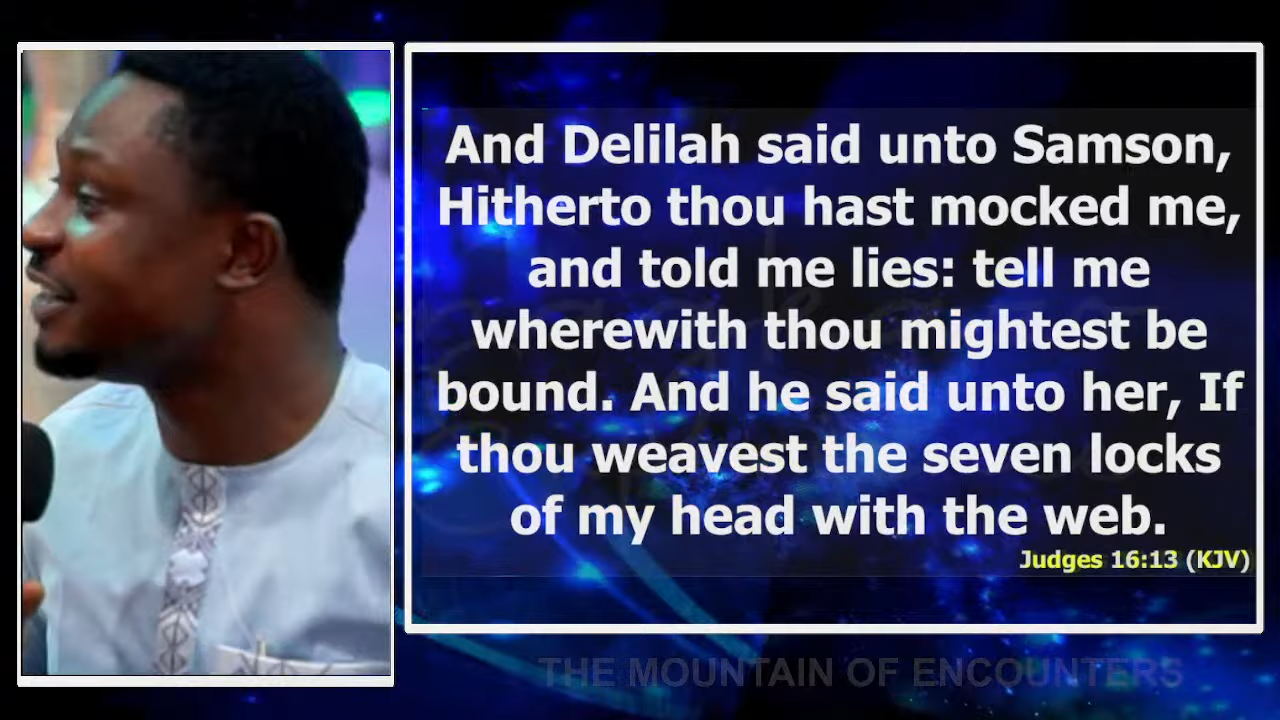 And Delilah said unto Samson,
Hitherto thou hast mocked me,
and told me lies: tell me
wherewith thou mightest be
bound. And he said unto her, If
thou weavest the seven locks
of my head with the web.
Judges 16:13 (KJV)
THE MOUNTAIN OF ENCOUNTERS